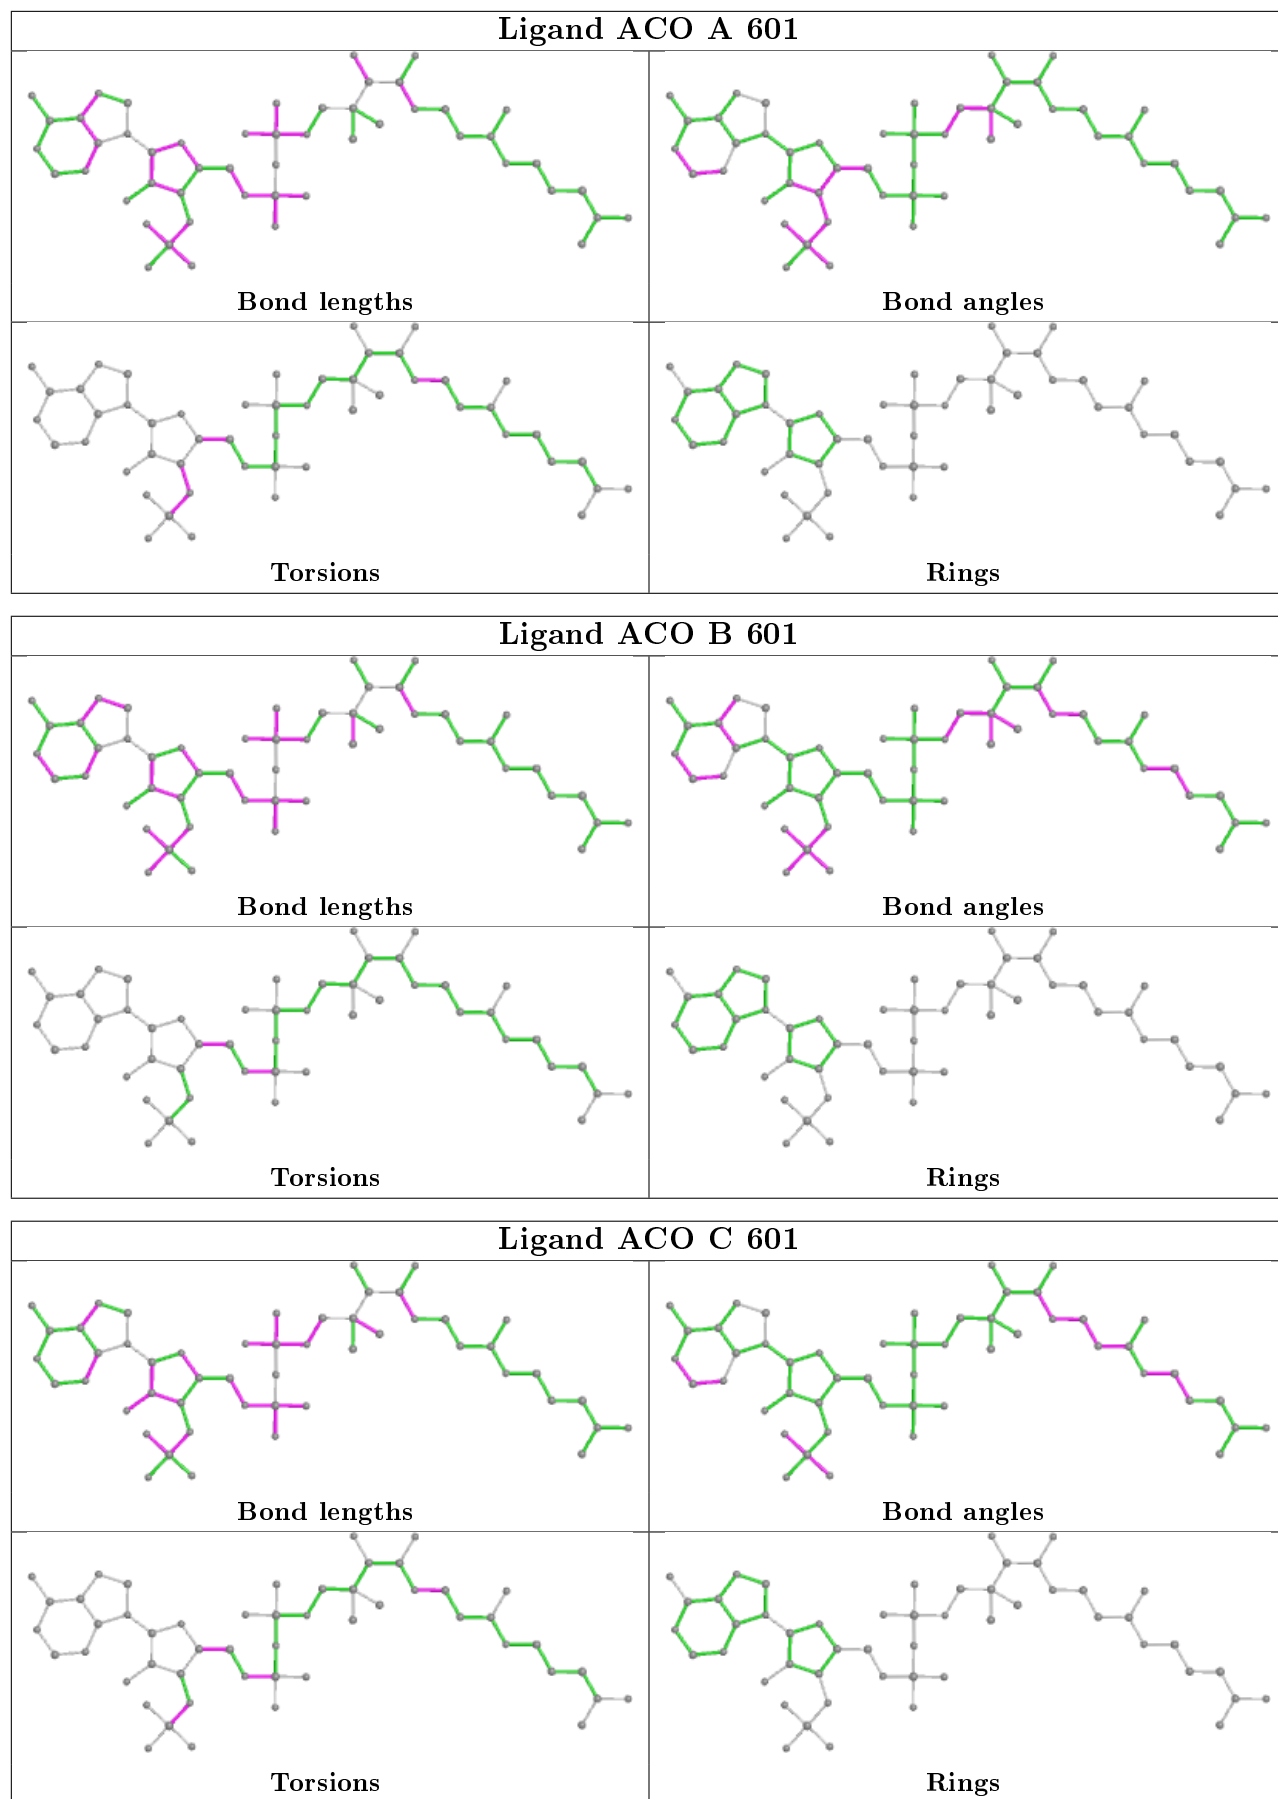 Ligand ACO A 601
Bond lengths
Bond angles
Torsions
Rings
Ligand ACO B 601
Bond lengths
Bond angles
Torsions
Rings
Ligand ACO C 601
Bond lengths
Bond angles
Torsions
Rings